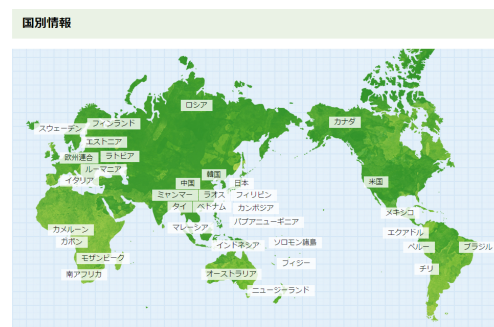 国別情報
ロシア
カナダ
フィンランド
スウェーデン
エストニア
欧州連合
ラトビア
ルーマニア
イタリア
韓国
中国
日本
米国
ミャンマー
ラオス
フィリピン
タイ
ベトナム
カンボジア
メキシコ
パプアニューギニア
カメルーン
マレーシア
エクアドル
ガボン
インドネシア
ソロモン諸島
ペルー
ブラジル
モザンビーク
フィジー
チリ
南アフリカ
オーストラリア
ニュージーランド